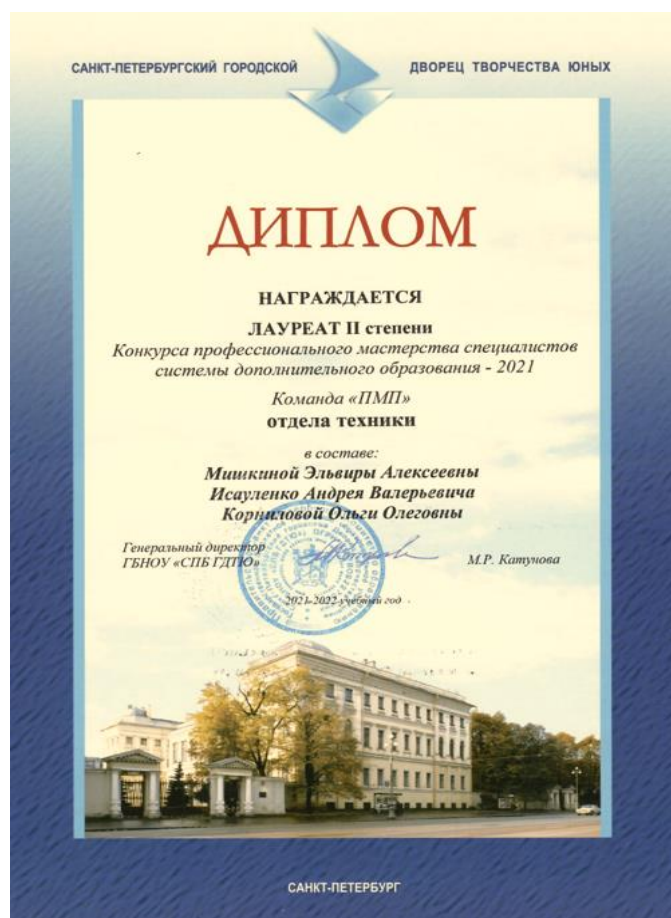 САНКТ-ПЕТЕРБУРГСКИЙ ГОРОДСКОЙ ДВОРЕЦ ТВОРЧЕСТВА ЮНЫХ
ДИПЛОМ
НАГРАЖДАЕТСЯ
ЛАУРЕАТ II степени
Конкурса профессионального мастерства специалистов
системы дополнительного образования - 2021
Команда «ПМП»
отдела техники
в составе:
Мишкиной Эльвиры Алексеевны
Исауленко Андрея Валерьевича
Корниловой Ольги Олеговны
Генеральный директор
ГБНОУ «СПБ ГДТЮ» М.Р. Катунова
2021-2022 учебный год
САНКТ-ПЕТЕРБУРГ